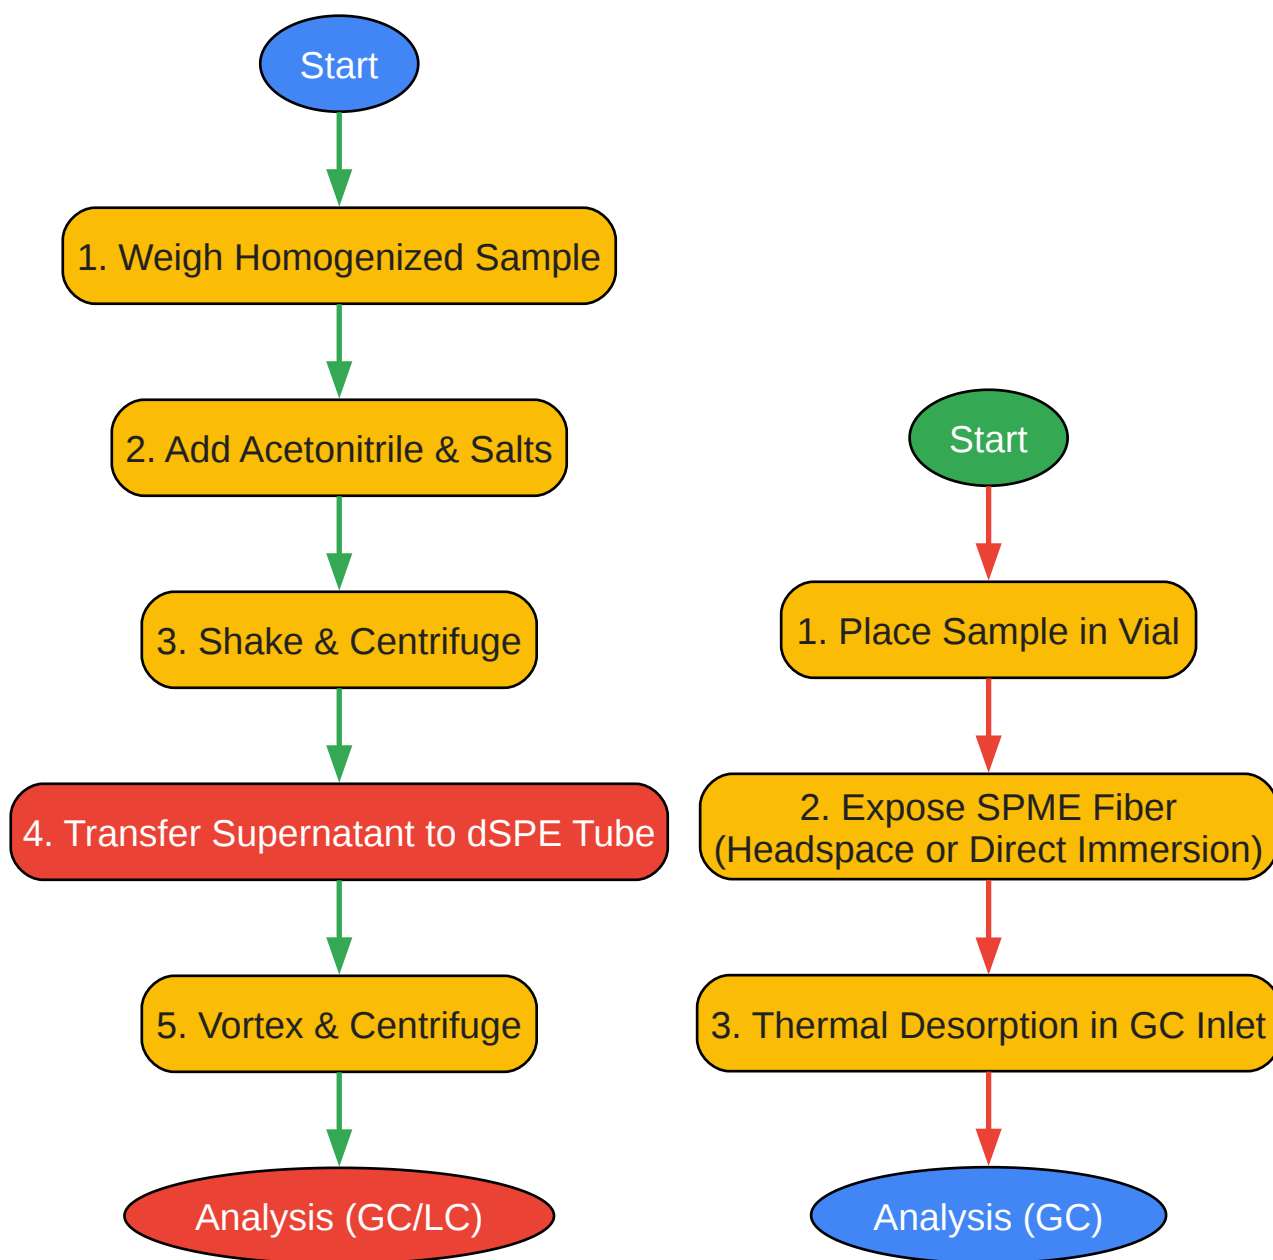 Start
1. Weigh Homogenized Sample
2. Add Acetonitrile & Salts
3. Shake & Centrifuge
4. Transfer Supernatant to dSPE Tube
5. Vortex & Centrifuge
Analysis (GC/LC)
Start
1. Place Sample in Vial
2. Expose SPME Fiber
(Headspace or Direct Immersion)
3. Thermal Desorption in GC Inlet
Analysis (GC)